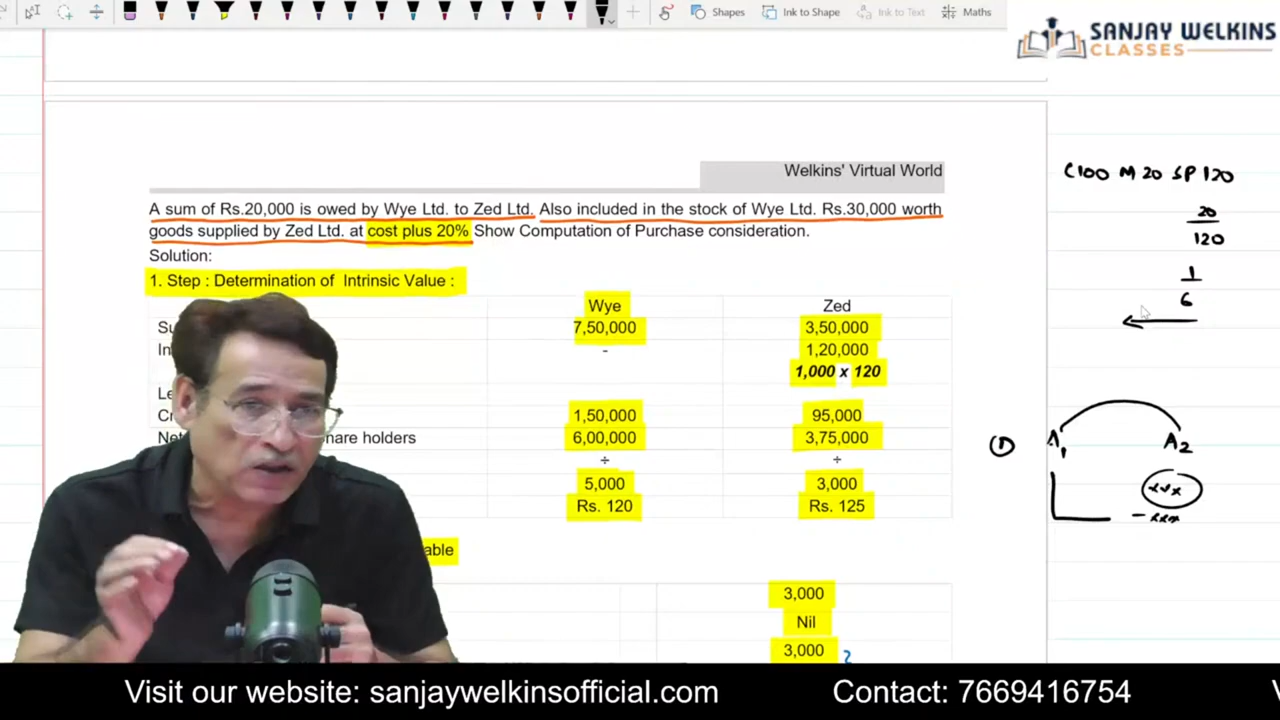 Shapes
Ink to Shape
Ink to Text
Maths
SANJAY WELKINS
CLASSES
Welkins' Virtual World
A sum of Rs.20,000 is owed by Wye Ltd. to Zed Ltd. Also included in the stock of Wye Ltd. Rs.30,000 worth
goods supplied by Zed Ltd. at cost plus 20% Show Computation of Purchase consideration.
Solution:
1. Step : Determination of Intrinsic Value :
Wye Zed
7,50,000 3,50,000
- 1,20,000
1,000 x 120
1,50,000 95,000
6,00,000 3,75,000
÷ ÷
5,000 3,000
Rs. 120 Rs. 125
3,000
Nil
3,000 ?
C100 M 20 SP 120
20
120
1
6
① A1 A2
Visit our website: sanjaywelkinsofficial.com Contact: 7669416754